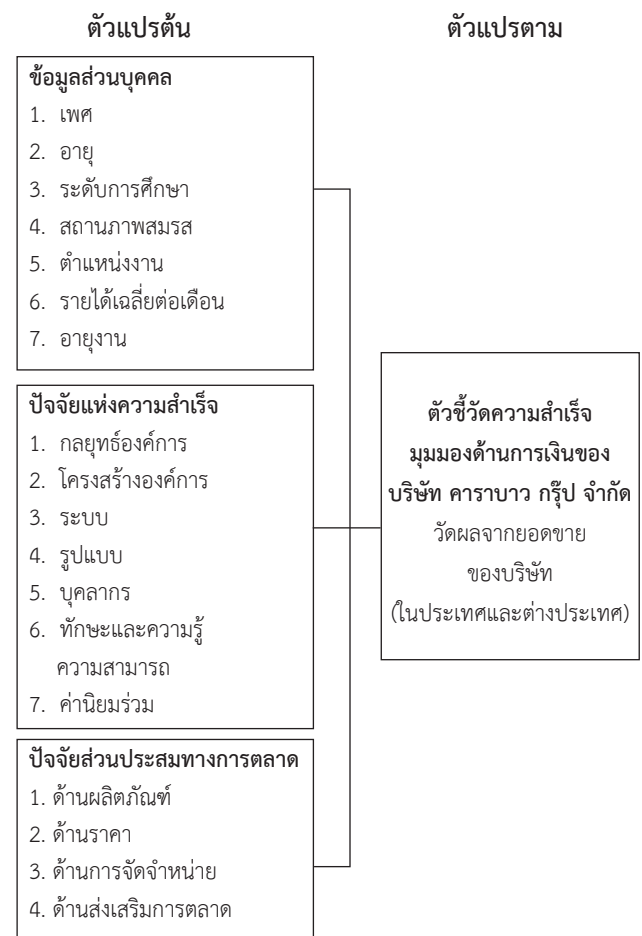 ตัวแปรต้น
ตัวแปรตาม
ข้อมูลส่วนบุคคล
1. เพศ
2. อายุ
3. ระดับการศึกษา
4. สถานภาพสมรส
5. ตำแหน่งงาน
6. รายได้เฉลี่ยต่อเดือน
7. อายุงาน
ปัจจัยแห่งความสำเร็จ
1. กลยุทธ์องค์การ
2. โครงสร้างองค์การ
3. ระบบ
4. รูปแบบ
5. บุคลากร
6. ทักษะและความรู้
ความสามารถ
7. ค่านิยมร่วม
ปัจจัยส่วนประสมทางการตลาด
1. ด้านผลิตภัณฑ์
2. ด้านราคา
3. ด้านการจัดจำหน่าย
4. ด้านส่งเสริมการตลาด
ตัวชี้วัดความสำเร็จ
มุมมองด้านการเงินของ
บริษัท คาราบาว กรุ๊ป จำกัด
วัดผลจากยอดขาย
ของบริษัท
(ในประเทศและต่างประเทศ)